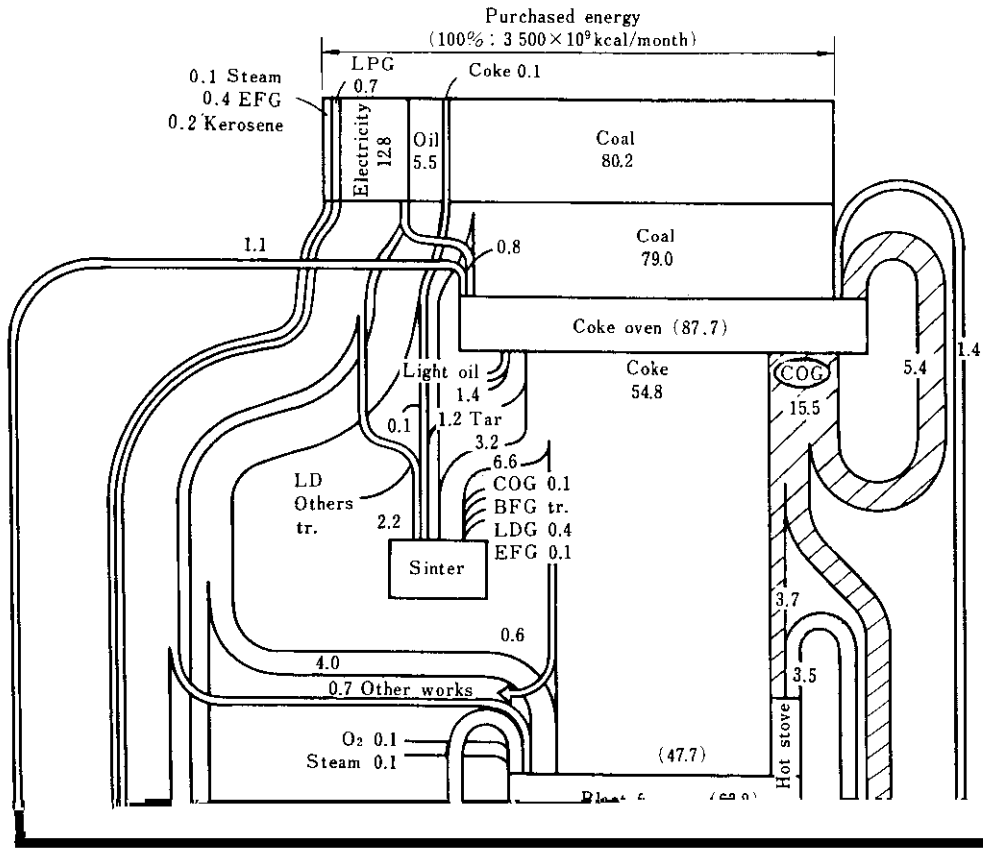 Purchased energy
(100% : 3 500×10⁹ kcal/month)
LPG
0.7
Coke 0.1
0.1 Steam
0.4 EFG
0.2 Kerosene
Electricity
12.8
Oil
5.5
Coal
80.2
1.1
0.8
Coal
79.0
Coke oven (87.7)
Light oil
1.4
Coke
54.8
COG
15.5
5.4
1.4
0.1
1.2 Tar
3.2
6.6
LD
Others
tr.
COG 0.1
BFG tr.
LDG 0.4
EFG 0.1
2.2
Sinter
3.7
0.6
4.0
3.5
0.7 Other works
O₂ 0.1
Steam 0.1
(47.7)
Hot stove